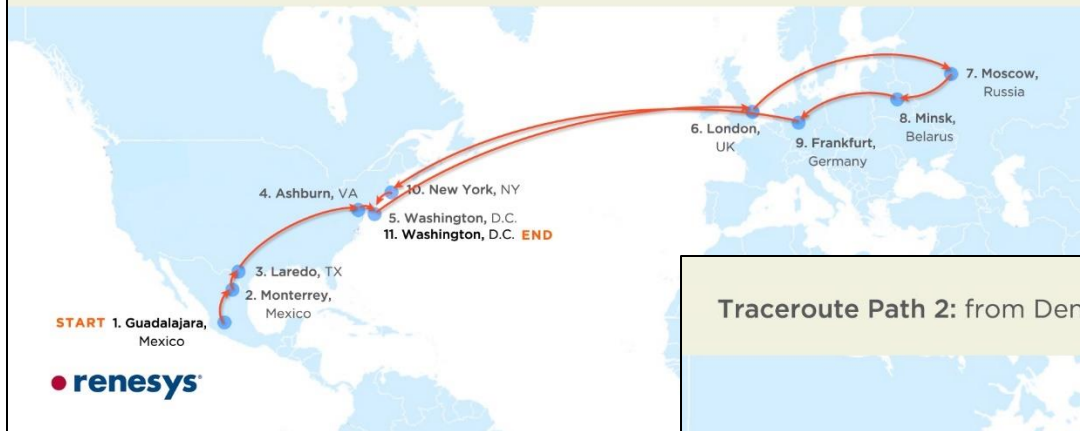 7. Moscow,
Russia
8. Minsk,
Belarus
6. London,
UK
9. Frankfurt,
Germany
4. Ashburn, VA
10. New York, NY
5. Washington, D.C.
11. Washington, D.C. END
3. Laredo, TX
2. Monterrey,
Mexico
START 1. Guadalajara,
Mexico
renesys
Traceroute Path 2: from Den